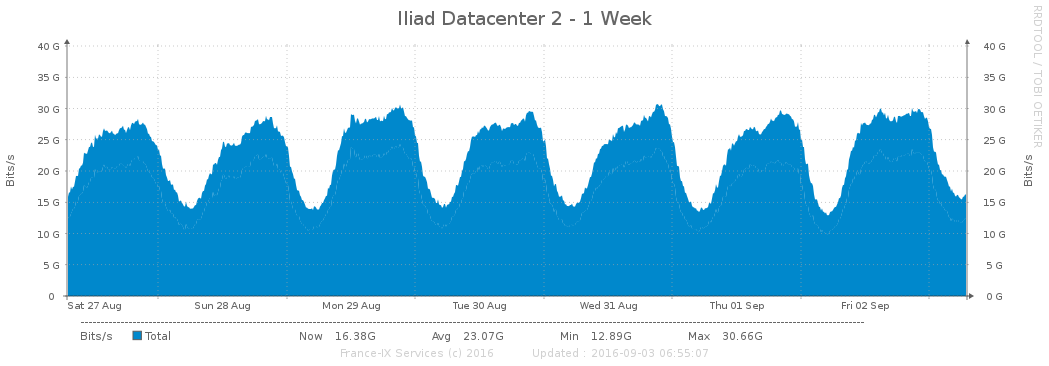 Iliad Datacenter 2 - 1 Week
RRDTOOL / TOBI OETIKER
Bits/s
40 G 40 G
35 G 35 G
30 G 30 G
25 G 25 G
20 G 20 G
15 G 15 G
10 G 10 G
5 G 5 G
0 0 G
Bits/s
Sat 27 Aug Sun 28 Aug Mon 29 Aug Tue 30 Aug Wed 31 Aug Thu 01 Sep Fri 02 Sep
Bits/s Total Now 16.38G Avg 23.07G Min 12.89G Max 30.66G
France-IX Services (c) 2016 Updated : 2016-09-03 06:55:07